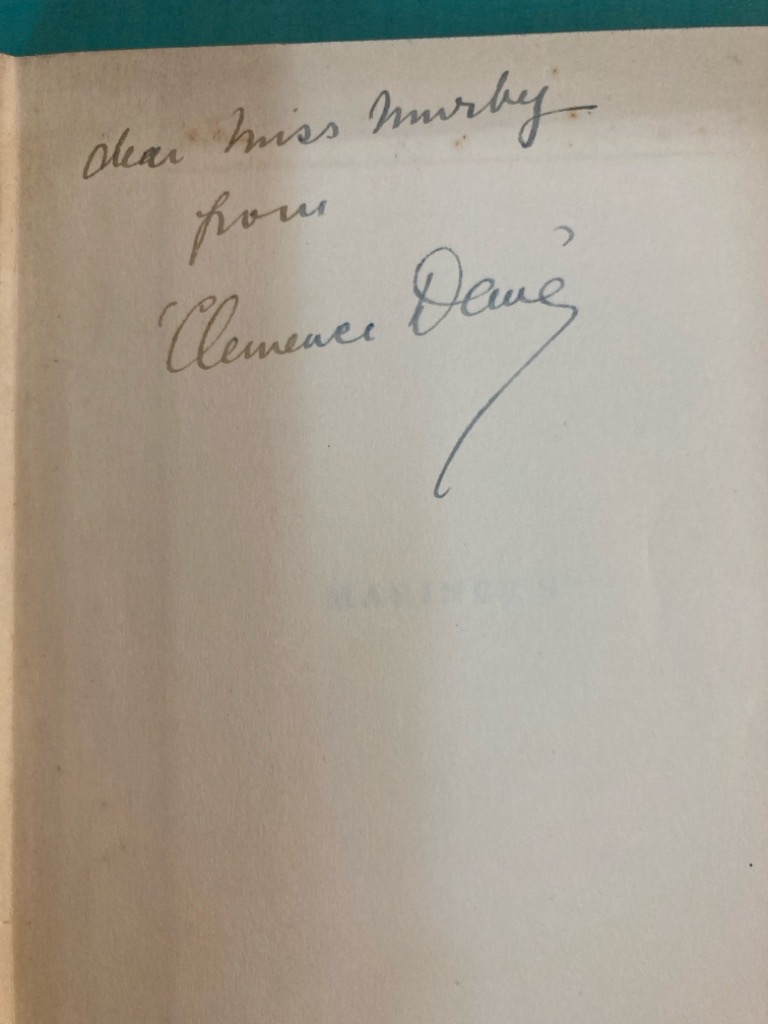 dear Miss Murby
from
'Clemence Dane'
MARINERS